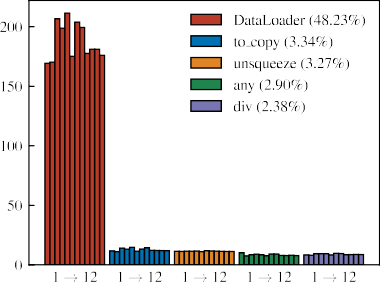 200
150
100
50
0
DataLoader (48.23%)
to_copy (3.34%)
unsqueeze (3.27%)
any (2.90%)
div (2.38%)
1 → 12 1 → 12 1 → 12 1 → 12 1 → 12